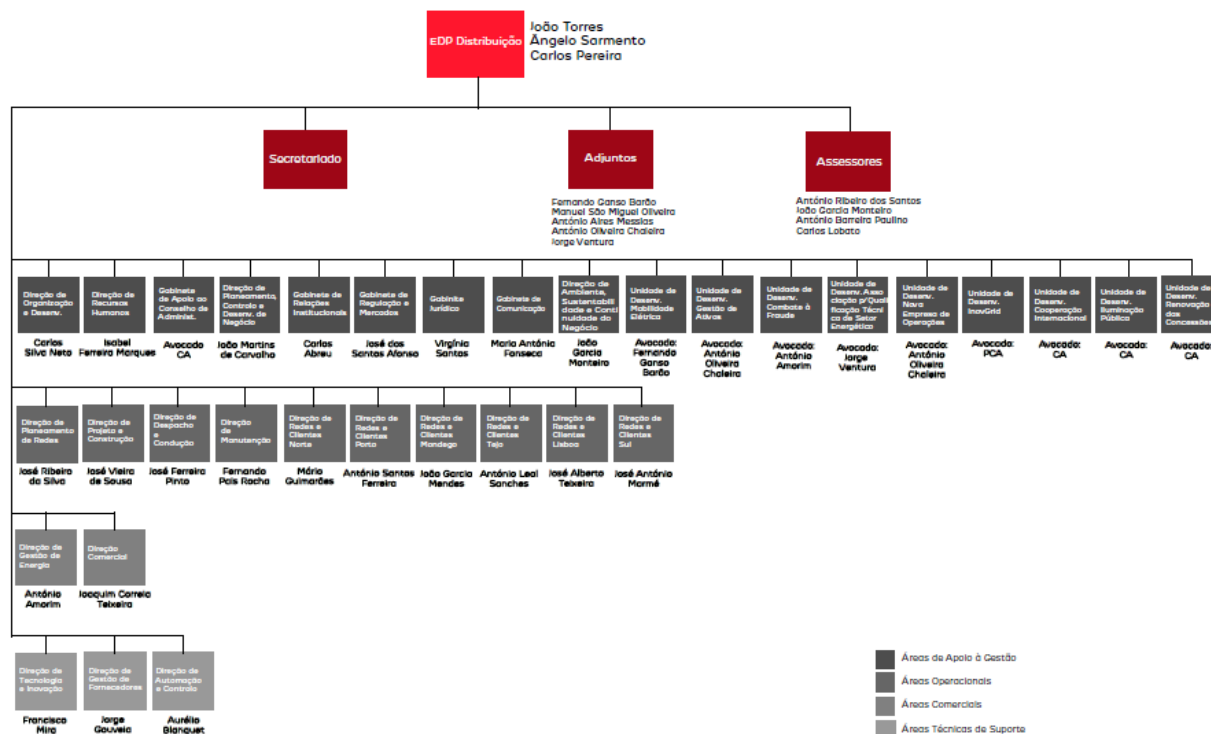 EDP Distribuição
João Torres
Ângelo Sarmento
Carlos Pereira
Secretariado
Adjuntos
Assessores
Fernando Ganso Barão
Manuel São Miguel Oliveira
António Aires Messias
António Oliveira Chaleira
Jorge Ventura
António Ribeiro dos Santos
João Garcia Monteiro
António Barreira Paulino
Carlos Lobato
Direção de
Organização
e Desenv.
Carlos
Silva Neto
Direção de
Recursos
Humanos
Isabel
Ferreira Marques
Gabinete
de Apoio ao
Conselho de
Administ.
Avocado
CA
Direção de
Planeamento,
Controlo e
Desenv. de
Negócio
João Martins
de Carvalho
Gabinete de
Relações
Institucionais
Carlos
Abreu
Gabinete de
Regulação e
Mercados
José dos
Santos Afonso
Gabinite
Jurídico
Virgínia
Santos
Gabinete de
Comunicação
Maria António
Fonseca
Direção de
Ambiente,
Sustentabili
dade e Conti
nuidade do
Negócio
João
Garcia
Monteiro
Unidade de
Desenv.
Mobilidade
Elétrica
Avocado:
Fernando
Ganso
Barão
Unidade de
Desenv.
Gestão de
Ativos
Avocado:
António
Oliveira
Chaleira
Unidade de
Desenv.
Combate à
Fraude
Avocado:
António
Amorim
Unidade de
Desenv. Asso
ciação p/Quali
ficação Técni
ca de Setor
Energético
Avocado:
Jorge
Ventura
Unidade de
Desenv.
Nova
Empresa de
Operações
Avocado:
António
Oliveira
Chaleira
Unidade de
Desenv.
InovGrid
Avocado:
PCA
Unidade de
Desenv.
Cooperação
Internacional
Avocado:
CA
Unidade de
Desenv.
Iluminação
Pública
Avocado:
CA
Unidade de
Desenv.
Renovação
das
Concessões
Avocado:
CA
Direção de
Planeamento
de Redes
José Ribeiro
da Silva
Direção de
Projeto e
Construção
José Vieira
de Sousa
Direção de
Despacho
e
Condução
José Ferreira
Pinto
Direção
de
Manutenção
Fernando
Pais Rocha
Direção de
Redes e
Clientes
Norte
Mário
Guimarães
Direção
de Redes e
Clientes
Porto
António Santos
Ferreira
Direção
de Redes e
Clientes
Mondego
João Garcia
Mendes
Direção
de Redes e
Clientes
Tejo
António Leal
Sanches
Direção
de Redes e
Clientes
Lisboa
José Alberto
Teixeira
Direção
de Redes
e Clientes
Sul
José António
Marmé
Direção de
Gestão de
Energia
António
Amorim
Direção
Comercial
Joaquim Correia
Teixeira
Direção de
Tecnologia
e Inovação
Francisco
Mira
Direção de
Gestão de
Fornecedores
Jorge
Gouveia
Direção de
Automação
e Controlo
Aurélio
Blanquet
Áreas de Apoio à Gestão
Áreas Operacionais
Áreas Comerciais
Áreas Técnicas de Suporte